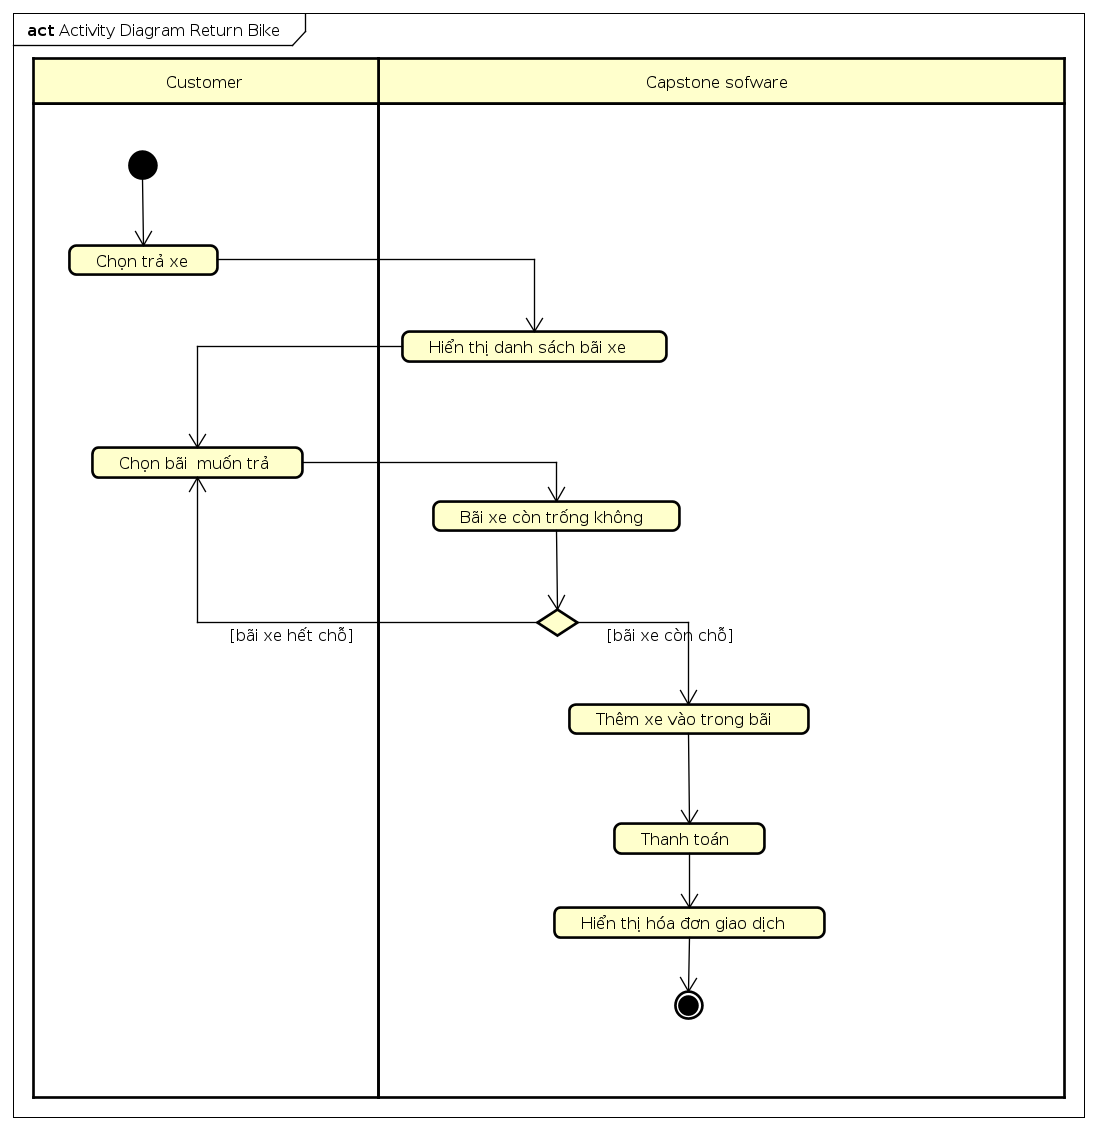 act Activity Diagram Return Bike
Customer
Capstone sofware
Chọn trả xe
Hiển thị danh sách bãi xe
Chọn bãi  muốn trả
Bãi xe còn trống không
[bãi xe hết chỗ]
[bãi xe còn chỗ]
Thêm xe vào trong bãi
Thanh toán
Hiển thị hóa đơn giao dịch